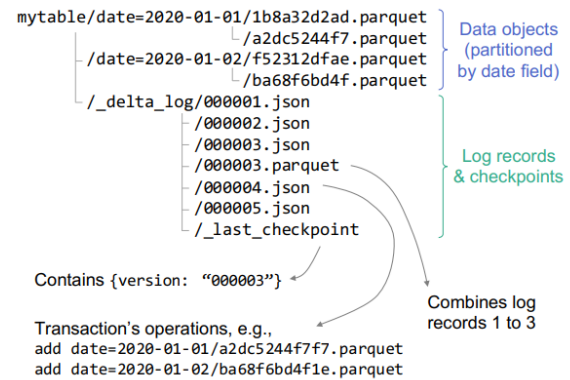 mytable/date=2020-01-01/1b8a32d2ad.parquet
/a2dc5244f7.parquet
/date=2020-01-02/f52312dfae.parquet
/ba68f6bd4f.parquet
/_delta_log/000001.json
/000002.json
/000003.json
/000003.parquet
/000004.json
/000005.json
/_last_checkpoint
Data objects
(partitioned
by date field)
Log records
& checkpoints
Contains {version: “000003”}
Combines log
records 1 to 3
Transaction’s operations, e.g.,
add date=2020-01-01/a2dc5244f7f7.parquet
add date=2020-01-02/ba68f6bd4f1e.parquet